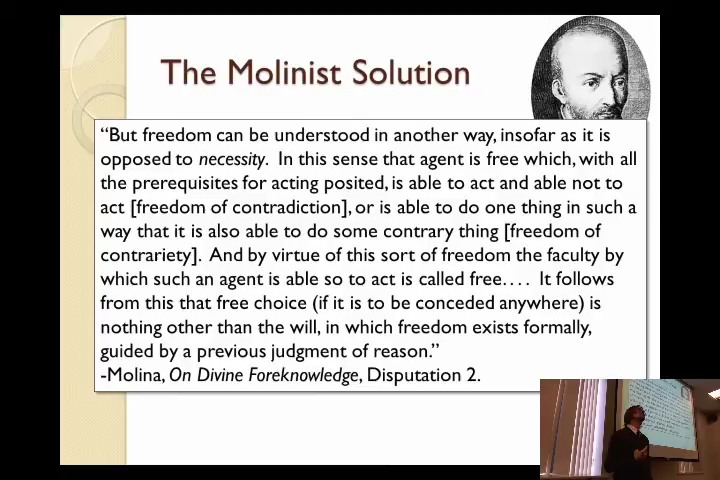 The Molinist Solution
“But freedom can be understood in another way, insofar as it is
opposed to necessity.  In this sense that agent is free which, with all
the prerequisites for acting posited, is able to act and able not to
act [freedom of contradiction], or is able to do one thing in such a
way that it is also able to do some contrary thing [freedom of
contrariety].  And by virtue of this sort of freedom the faculty by
which such an agent is able so to act is called free….  It follows
from this that free choice (if it is to be conceded anywhere) is
nothing other than the will, in which freedom exists formally,
guided by a previous judgment of reason.”
-Molina, On Divine Foreknowledge, Disputation 2.